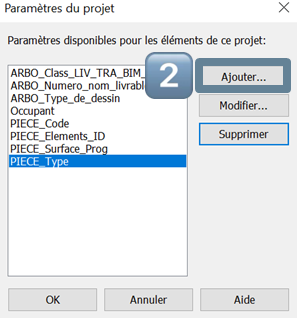 Paramètres du projet
Paramètres disponibles pour les éléments de ce projet:
ARBO_Class_LIV_TRA_BIM_
ARBO_Numero_nom_livrable
ARBO_Type_de_dessin
Occupant
PIECE_Code
PIECE_Elements_ID
PIECE_Surface_Prog
PIECE_Type
2
Ajouter...
Modifier...
Supprimer
OK
Annuler
Aide